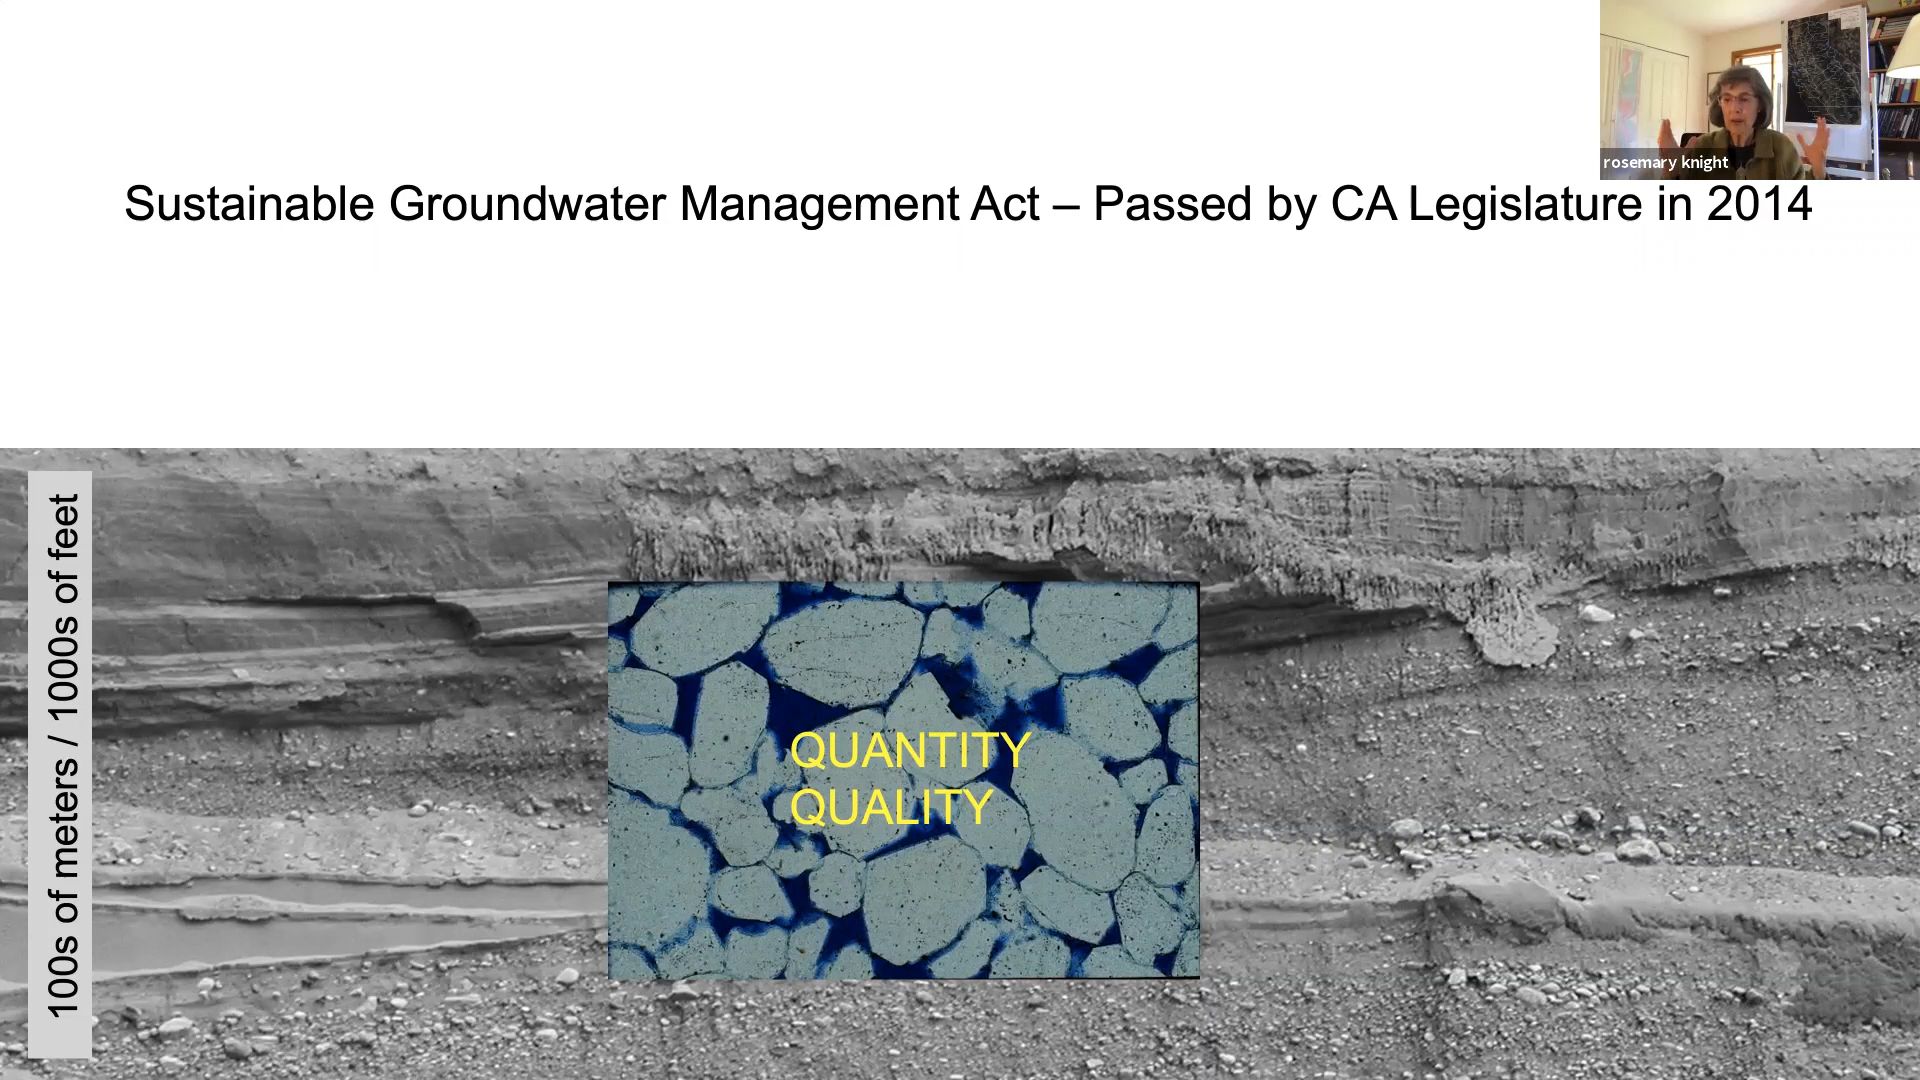 rosemary knight
Sustainable Groundwater Management Act – Passed by CA Legislature in 2014
100s of meters / 1000s of feet
QUANTITY
QUALITY